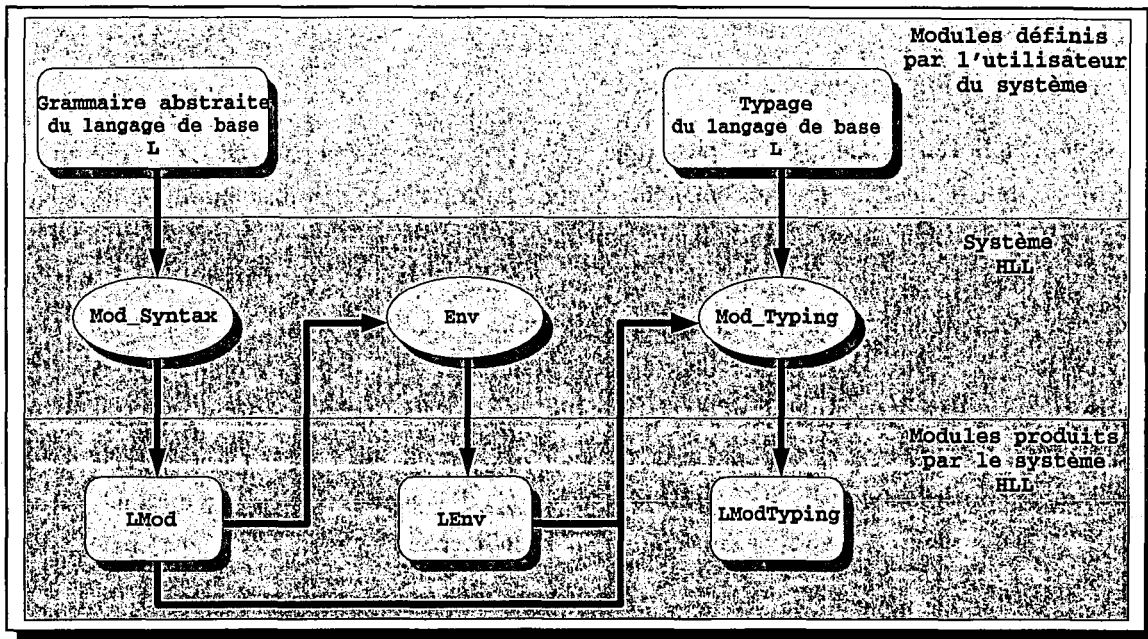 Modules définis
par l'utilisateur
du système
Grammaire abstraite
du langage de base
L
Typage
du langage de base
L
Système
HLL
Mod_Syntax
Env
Mod_Typing
Modules produits
par le système
HLL
LMod
LEnv
LModTyping